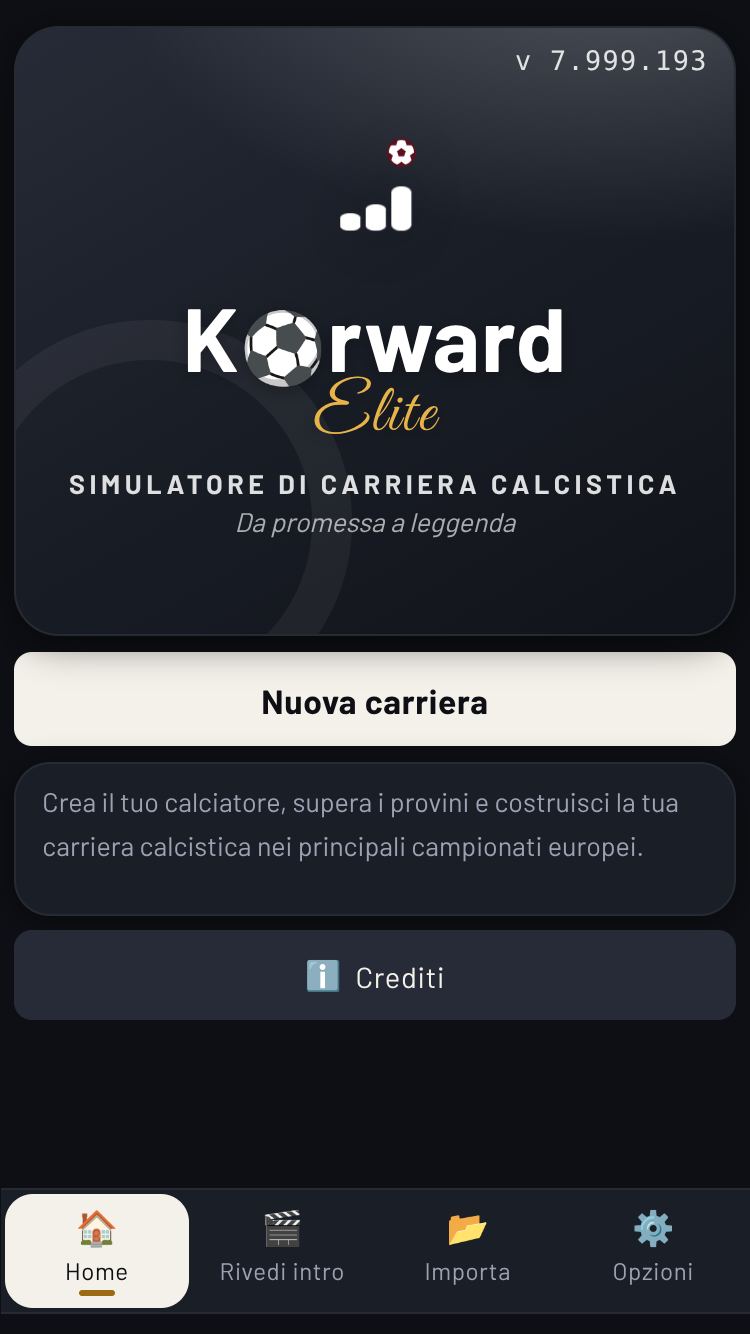 v 7.999.193
K⚽rward
Elite
SIMULATORE DI CARRIERA CALCISTICA
Da promessa a leggenda
Nuova carriera
Crea il tuo calciatore, supera i provini e costruisci la tua
carriera calcistica nei principali campionati europei.
ℹ️ Crediti
Home
Rivedi intro
Importa
Opzioni